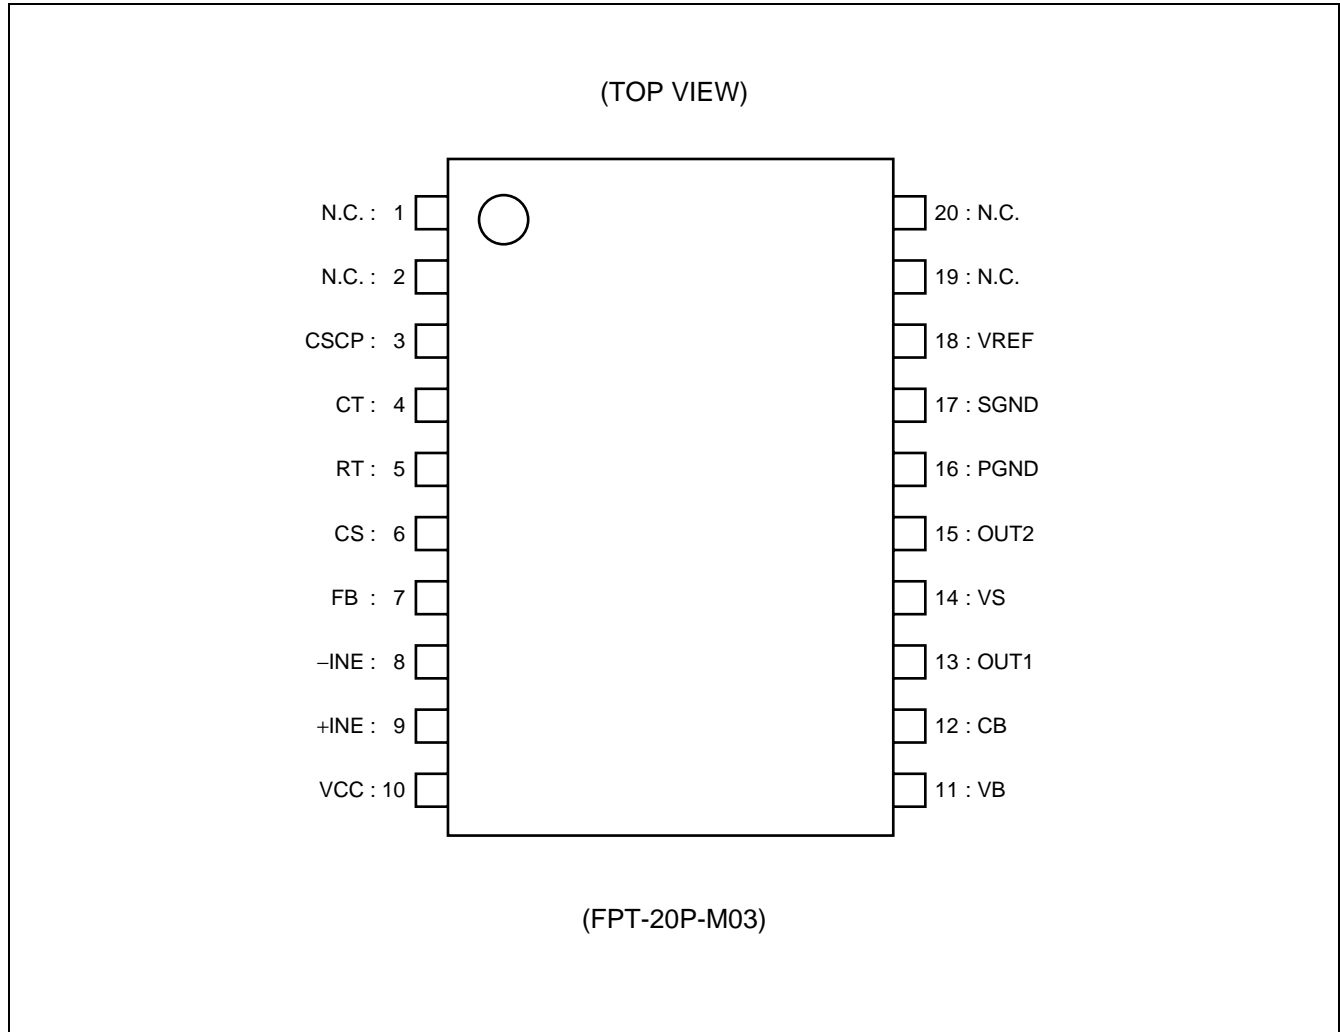 (TOP VIEW)
N.C. : 1
N.C. : 2
CSCP : 3
CT : 4
RT : 5
CS : 6
FB : 7
−INE : 8
+INE : 9
VCC : 10
20 : N.C.
19 : N.C.
18 : VREF
17 : SGND
16 : PGND
15 : OUT2
14 : VS
13 : OUT1
12 : CB
11 : VB
(FPT-20P-M03)